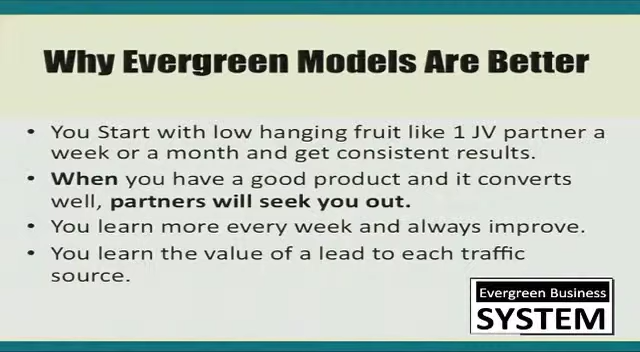 Why Evergreen Models Are Better
• You Start with low hanging fruit like 1 JV partner a
week or a month and get consistent results.
• When you have a good product and it converts
well, partners will seek you out.
• You learn more every week and always improve.
• You learn the value of a lead to each traffic
source.
Evergreen Business
SYSTEM